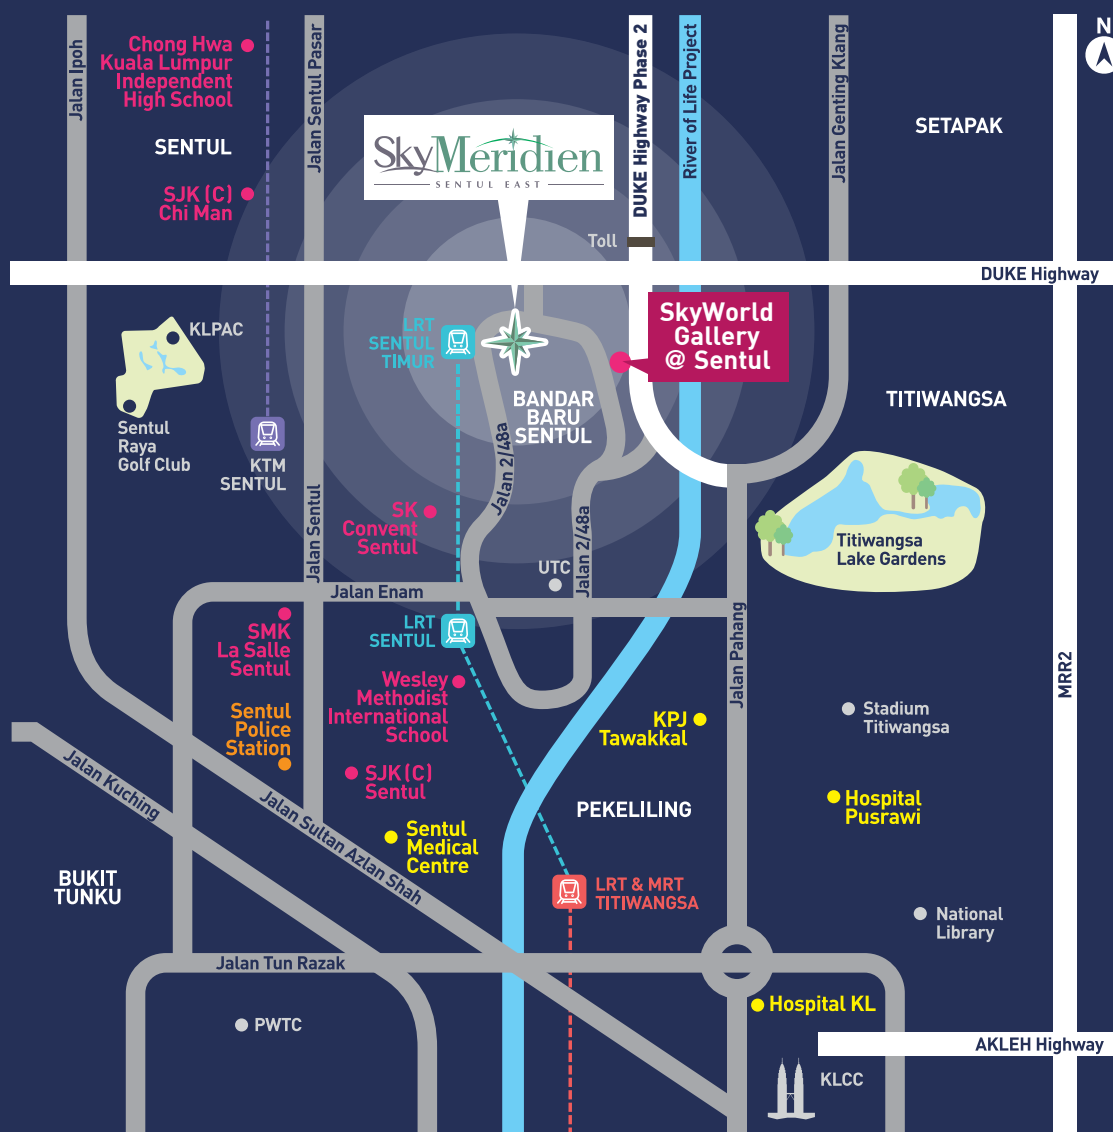 N
Jalan Ipoh
Chong Hwa
Kuala Lumpur
Independent
High School
SENTUL
SJK (C)
Chi Man
Jalan Sentul Pasar
SkyMeridien
SENTUL EAST
DUKE Highway Phase 2
River of Life Project
Jalan Genting Klang
SETAPAK
Toll
DUKE Highway
KLPAC
Sentul
Raya
Golf Club
KTM
SENTUL
LRT
SENTUL
TIMUR
SkyWorld
Gallery
@ Sentul
BANDAR
BARU
SENTUL
TITIWANGSA
Jalan 2/48a
Jalan 2/48a
Jalan Sentul
SK
Convent
Sentul
UTC
Titiwangsa
Lake Gardens
Jalan Enam
LRT
SENTUL
SMK
La Salle
Sentul
Jalan Pahang
MRR2
Sentul
Police
Station
Wesley
Methodist
International
School
KPJ
Tawakkal
Stadium
Titiwangsa
SJK (C)
Sentul
Jalan Kuching
Jalan Sultan Azlan Shah
PEKELILING
Hospital
Pusrawi
Sentul
Medical
Centre
BUKIT
TUNKU
LRT & MRT
TITIWANGSA
National
Library
Jalan Tun Razak
Hospital KL
PWTC
AKLEH Highway
KLCC